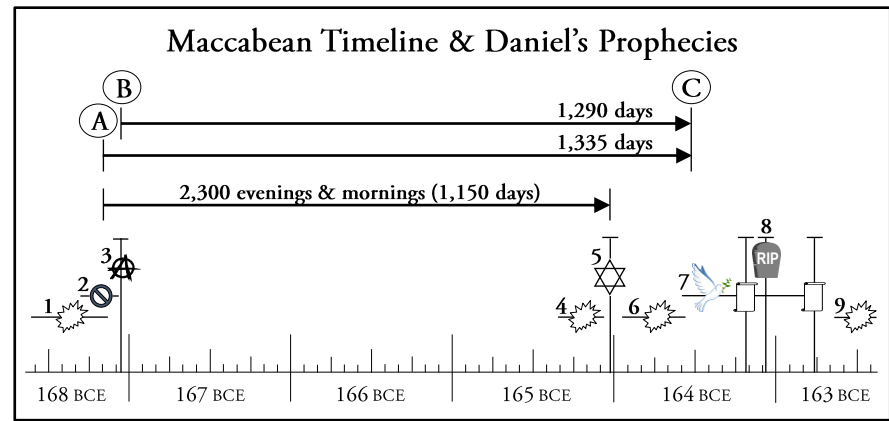 Maccabean Timeline & Daniel's Prophecies
B
C
1,290 days
A
1,335 days
2,300 evenings & mornings (1,150 days)
8
3
5
RIP
7
2
1
4
6
9
168 BCE
167 BCE
166 BCE
165 BCE
164 BCE
163 BCE